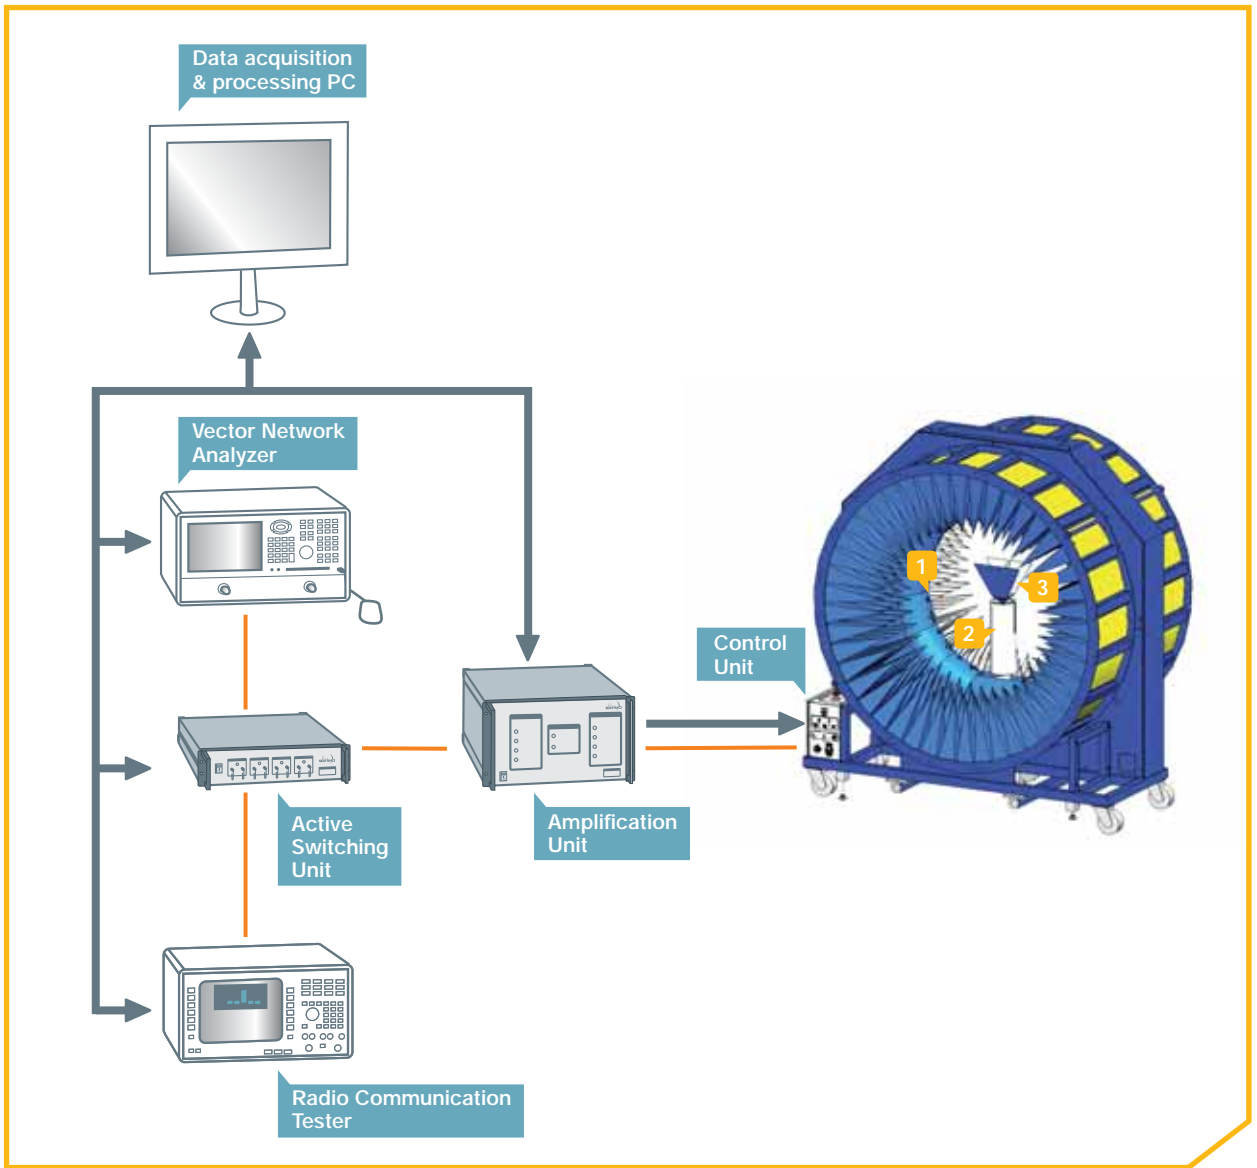 Data acquisition
& processing PC
Vector Network
Analyzer
1
3
2
Control
Unit
Active
Switching
Unit
Amplification
Unit
Radio Communication
Tester